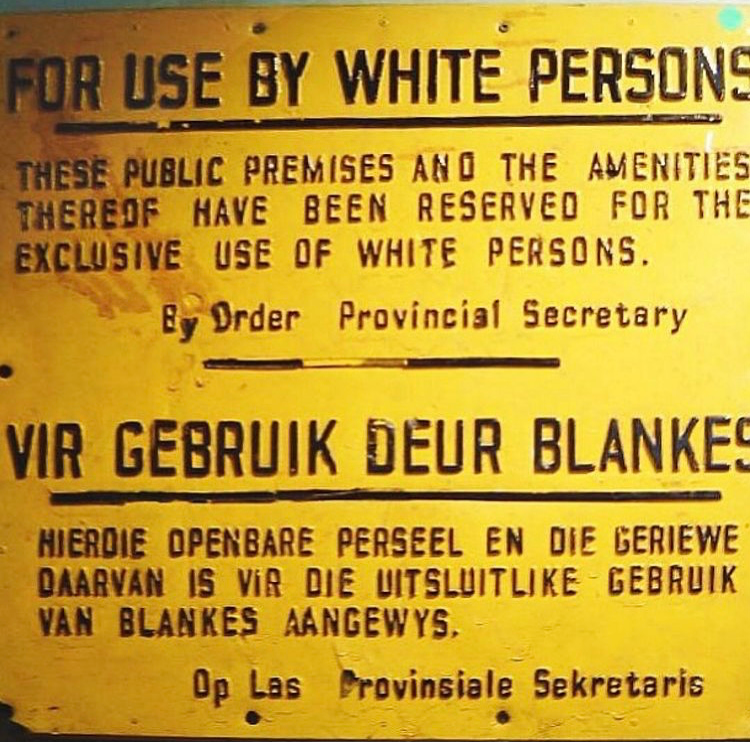 FOR USE BY WHITE PERSONS
THESE PUBLIC PREMISES AND THE AMENITIES
THEREOF HAVE BEEN RESERVED FOR THE
EXCLUSIVE USE OF WHITE PERSONS.
By Order Provincial Secretary
VIR GEBRUIK DEUR BLANKES
HIERDIE OPENBARE PERSEEL EN DIE GERIEWE
DAARVAN IS VIR DIE UITSLUITLIKE GEBRUIK
VAN BLANKES AANGEWYS.
Op Las Provinsiale Sekretaris